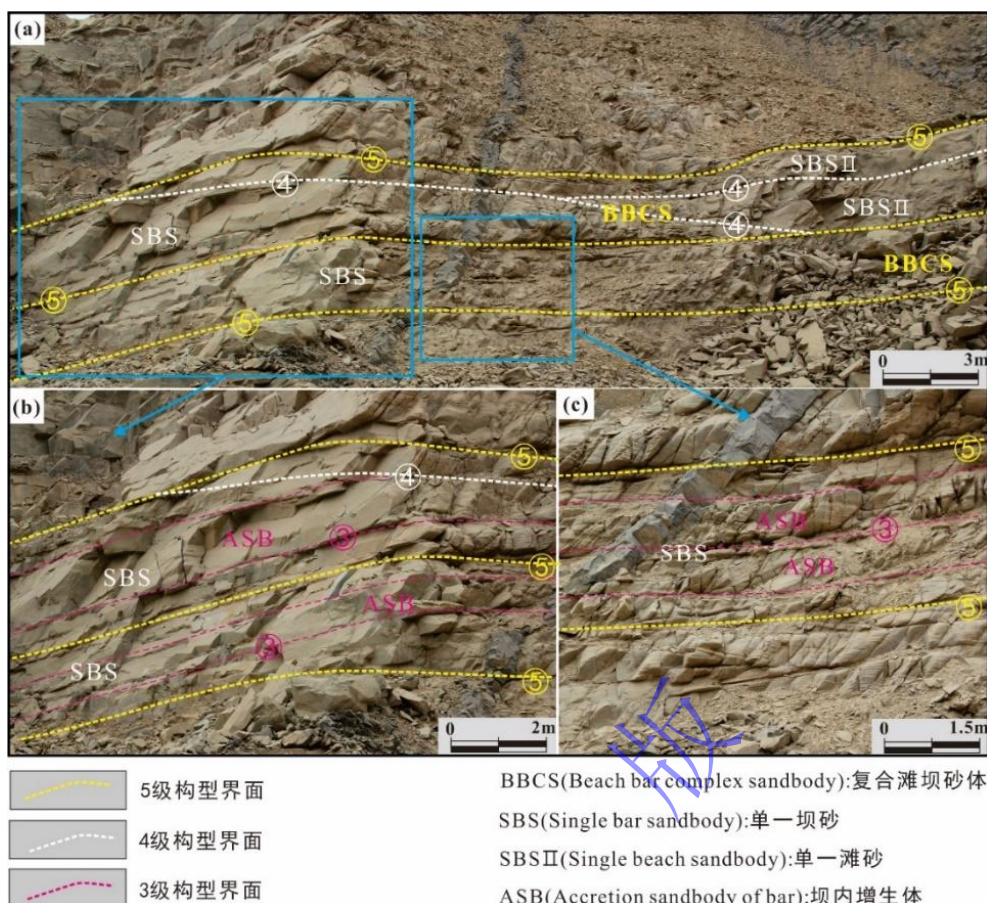 (a)
⑤
⑤
SBSⅡ
④
④
SBSⅡ
BBCS
④
SBS
SBS
BBCS
⑤
⑤
⑤
0 3m
(b)
⑤
④
ASB
③
SBS
⑤
ASB
③
SBS
⑤
0 2m
(c)
⑤
ASB
③
SBS
ASB
⑤
0 1.5m
版
5级构型界面
4级构型界面
3级构型界面
BBCS(Beach bar complex sandbody):复合滩坝砂体
SBS(Single bar sandbody):单一坝砂
SBSⅡ(Single beach sandbody):单一滩砂
ASB(Accretion sandbody of bar):坝内增生体